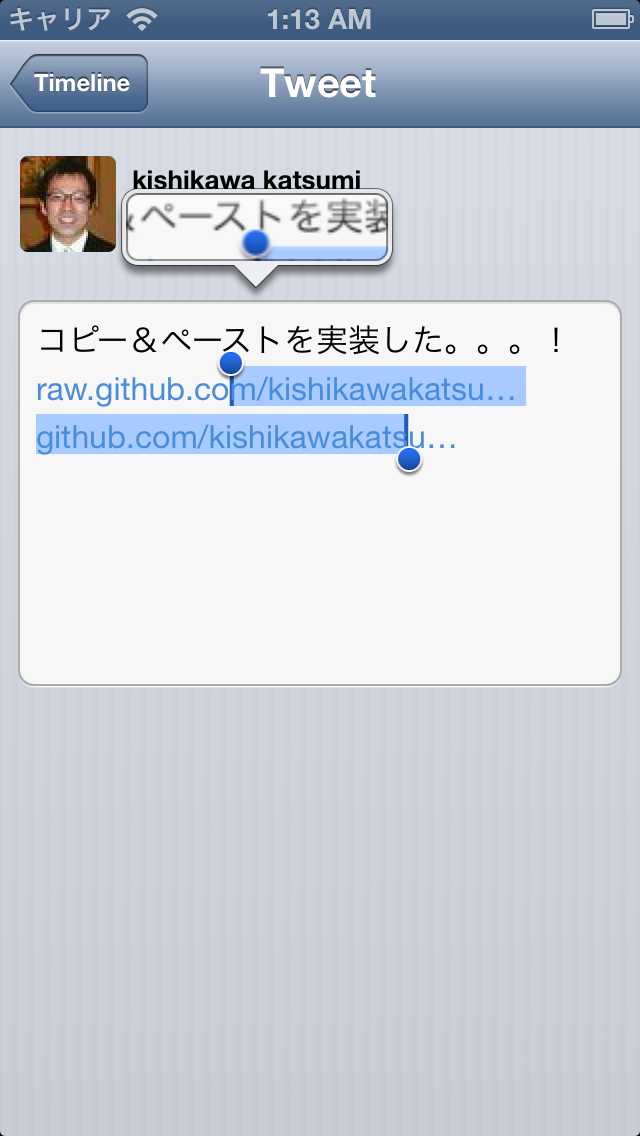 キャリア 1:13 AM
Timeline Tweet
kishikawa katsumi
ペーストを実装
コピー＆ペーストを実装した。。。！
raw.github.com/kishikawakatsu…
github.com/kishikawakatsu…